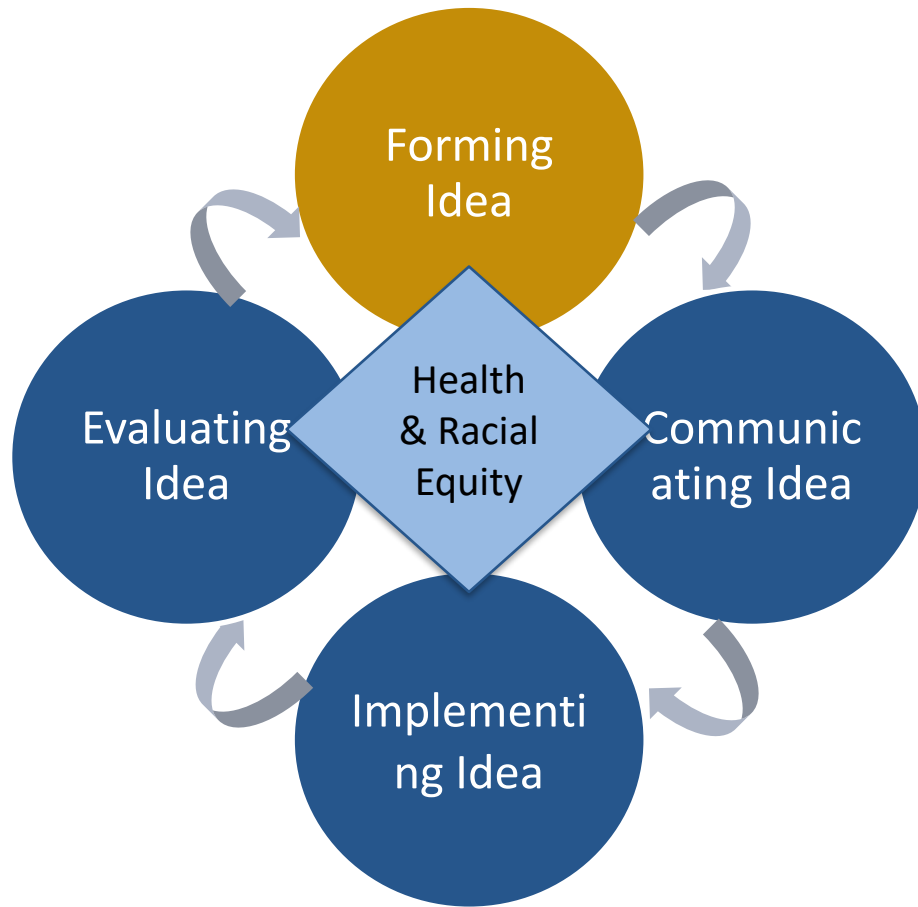 Forming
Idea
Health
& Racial
Equity
Evaluating
Idea
Communic
ating Idea
Implementi
ng Idea